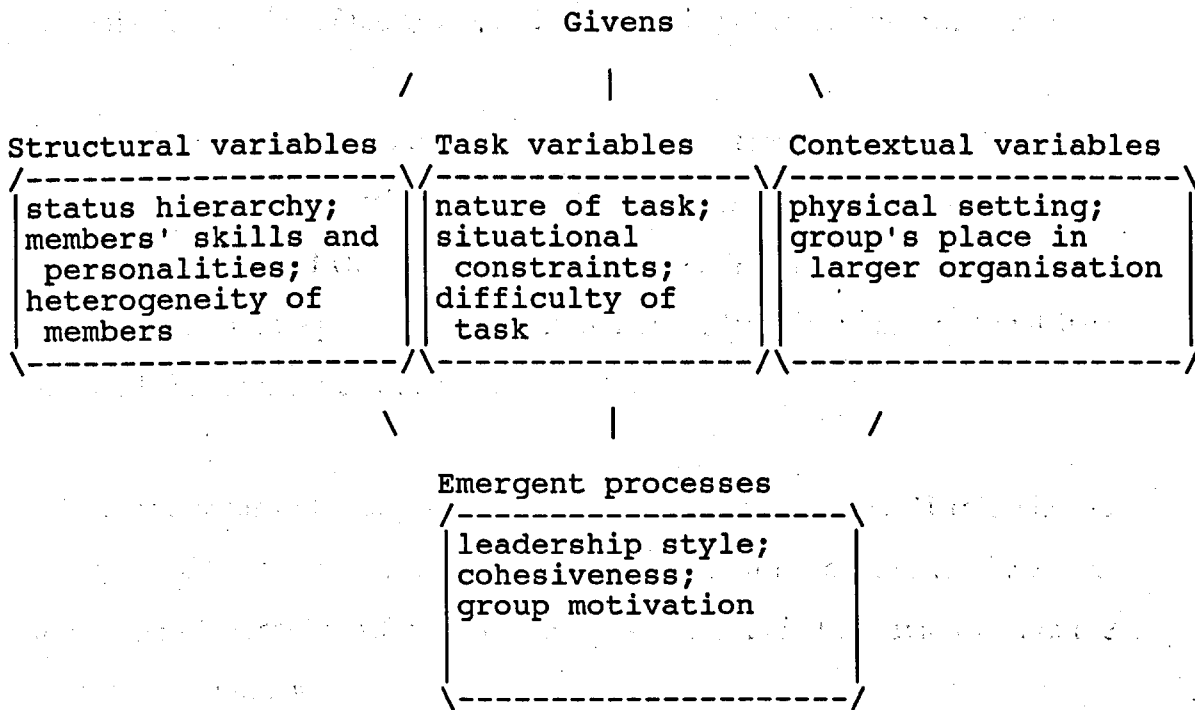 Givens
Structural variables Task variables Contextual variables
status hierarchy; nature of task; physical setting;
members' skills and situational group's place in
personalities; constraints; larger organisation
heterogeneity of difficulty of
members task
Emergent processes
leadership style;
cohesiveness;
group motivation